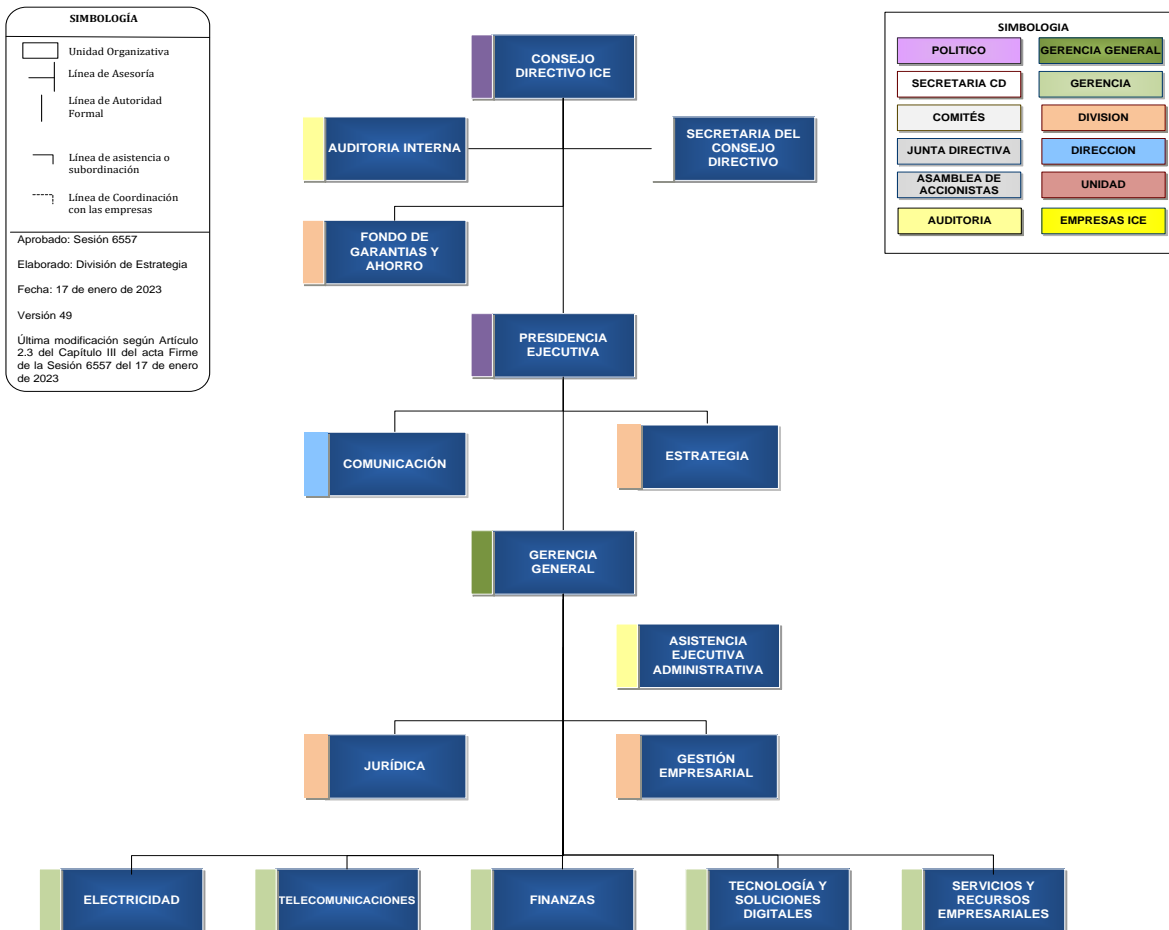 SIMBOLOGÍA
Unidad Organizativa
Línea de Asesoría
Línea de Autoridad
Formal
Línea de asistencia o
subordinación
Línea de Coordinación
con las empresas
Aprobado: Sesión 6557
Elaborado: División de Estrategia
Fecha: 17 de enero de 2023
Versión 49
Última modificación según Artículo
2.3 del Capítulo III del acta Firme
de la Sesión 6557 del 17 de enero
de 2023
SIMBOLOGIA
POLITICO
GERENCIA GENERAL
SECRETARIA CD
GERENCIA
COMITÉS
DIVISION
JUNTA DIRECTIVA
DIRECCION
ASAMBLEA DE
ACCIONISTAS
UNIDAD
AUDITORIA
EMPRESAS ICE
CONSEJO
DIRECTIVO ICE
AUDITORIA INTERNA
SECRETARIA DEL
CONSEJO
DIRECTIVO
FONDO DE
GARANTIAS Y
AHORRO
PRESIDENCIA
EJECUTIVA
COMUNICACIÓN
ESTRATEGIA
GERENCIA
GENERAL
ASISTENCIA
EJECUTIVA
ADMINISTRATIVA
JURÍDICA
GESTIÓN
EMPRESARIAL
ELECTRICIDAD
TELECOMUNICACIONES
FINANZAS
TECNOLOGÍA Y
SOLUCIONES
DIGITALES
SERVICIOS Y
RECURSOS
EMPRESARIALES